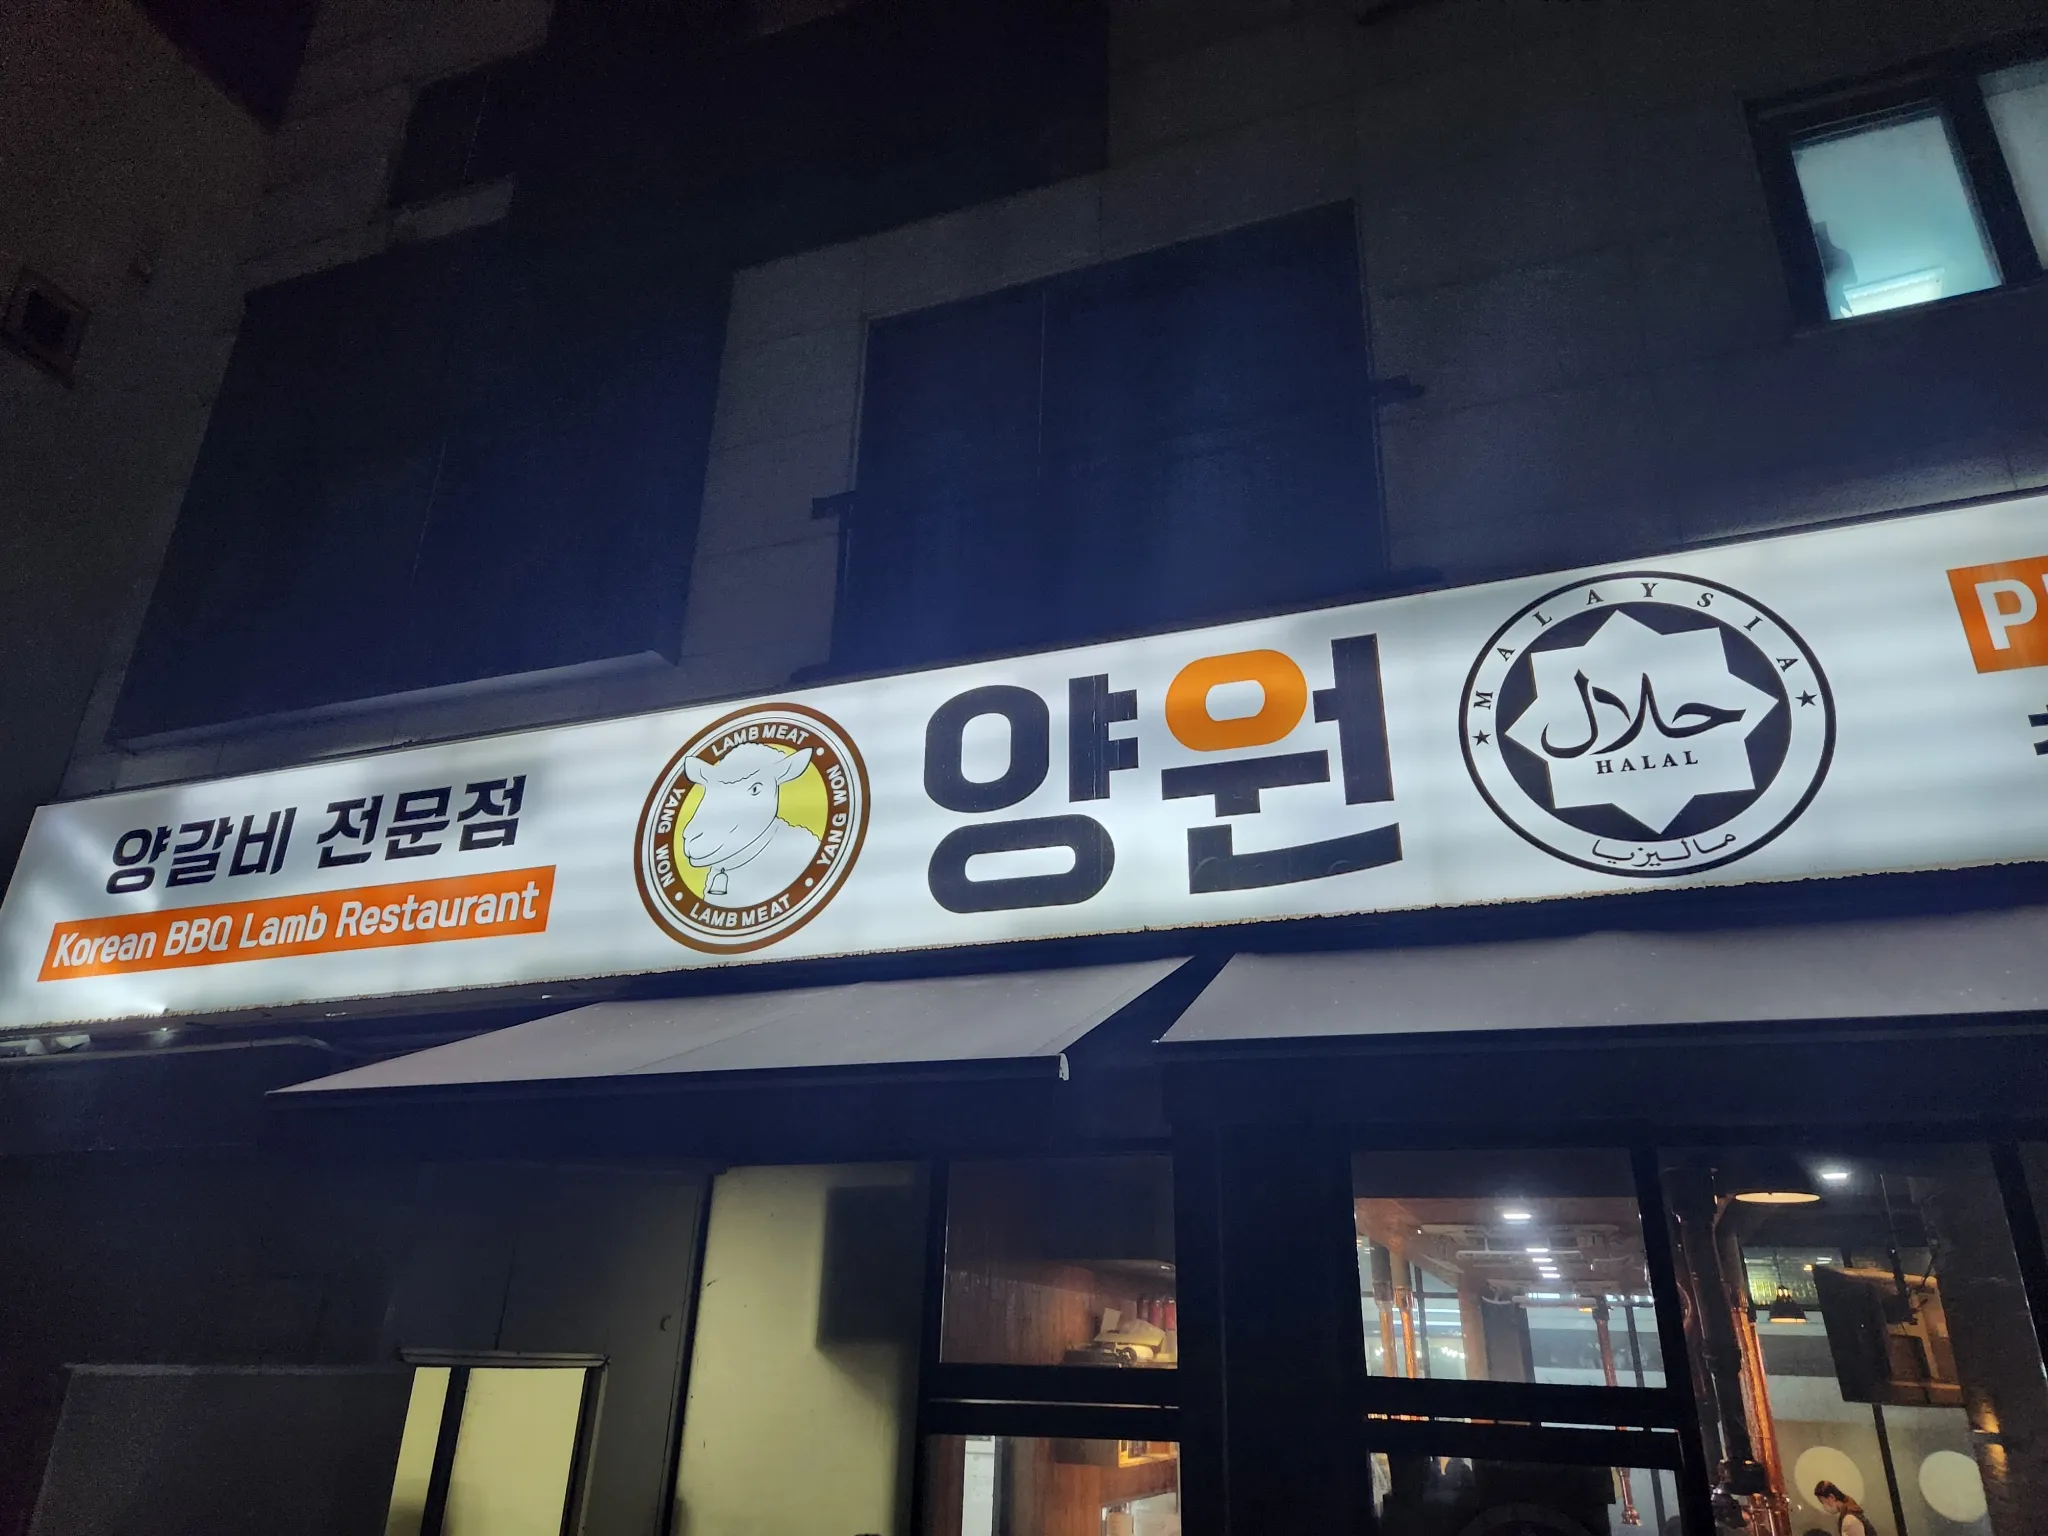 양갈비 전문점
Korean BBQ Lamb Restaurant
LAMB MEAT • YANG WON • LAMB MEAT • YANG WON •
양원
MALAYSIA
حلال
HALAL
ماليزيا